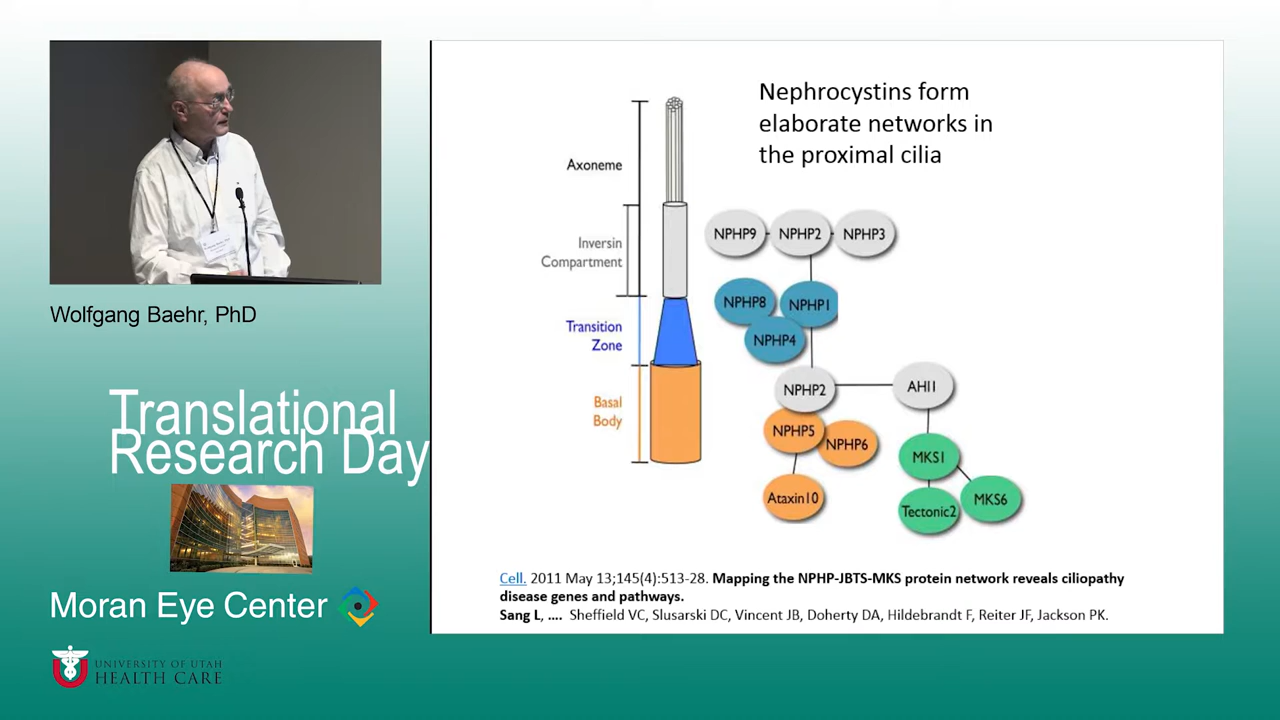 Nephrocystins form
elaborate networks in
the proximal cilia
Axoneme
Inversin
Compartment
Transition
Zone
Basal
Body
NPHP9
NPHP2
NPHP3
NPHP8
NPHP1
NPHP4
NPHP2
AHI1
NPHP5
NPHP6
MKS1
Ataxin10
MKS6
Tectonic2
Cell. 2011 May 13;145(4):513-28. Mapping the NPHP-JBTS-MKS protein network reveals ciliopathy
disease genes and pathways.
Sang L, .... Sheffield VC, Slusarski DC, Vincent JB, Doherty DA, Hildebrandt F, Reiter JF, Jackson PK.
Wolfgang Baehr, PhD
Translational
Research Day
Moran Eye Center
U
UNIVERSITY OF UTAH
HEALTH CARE